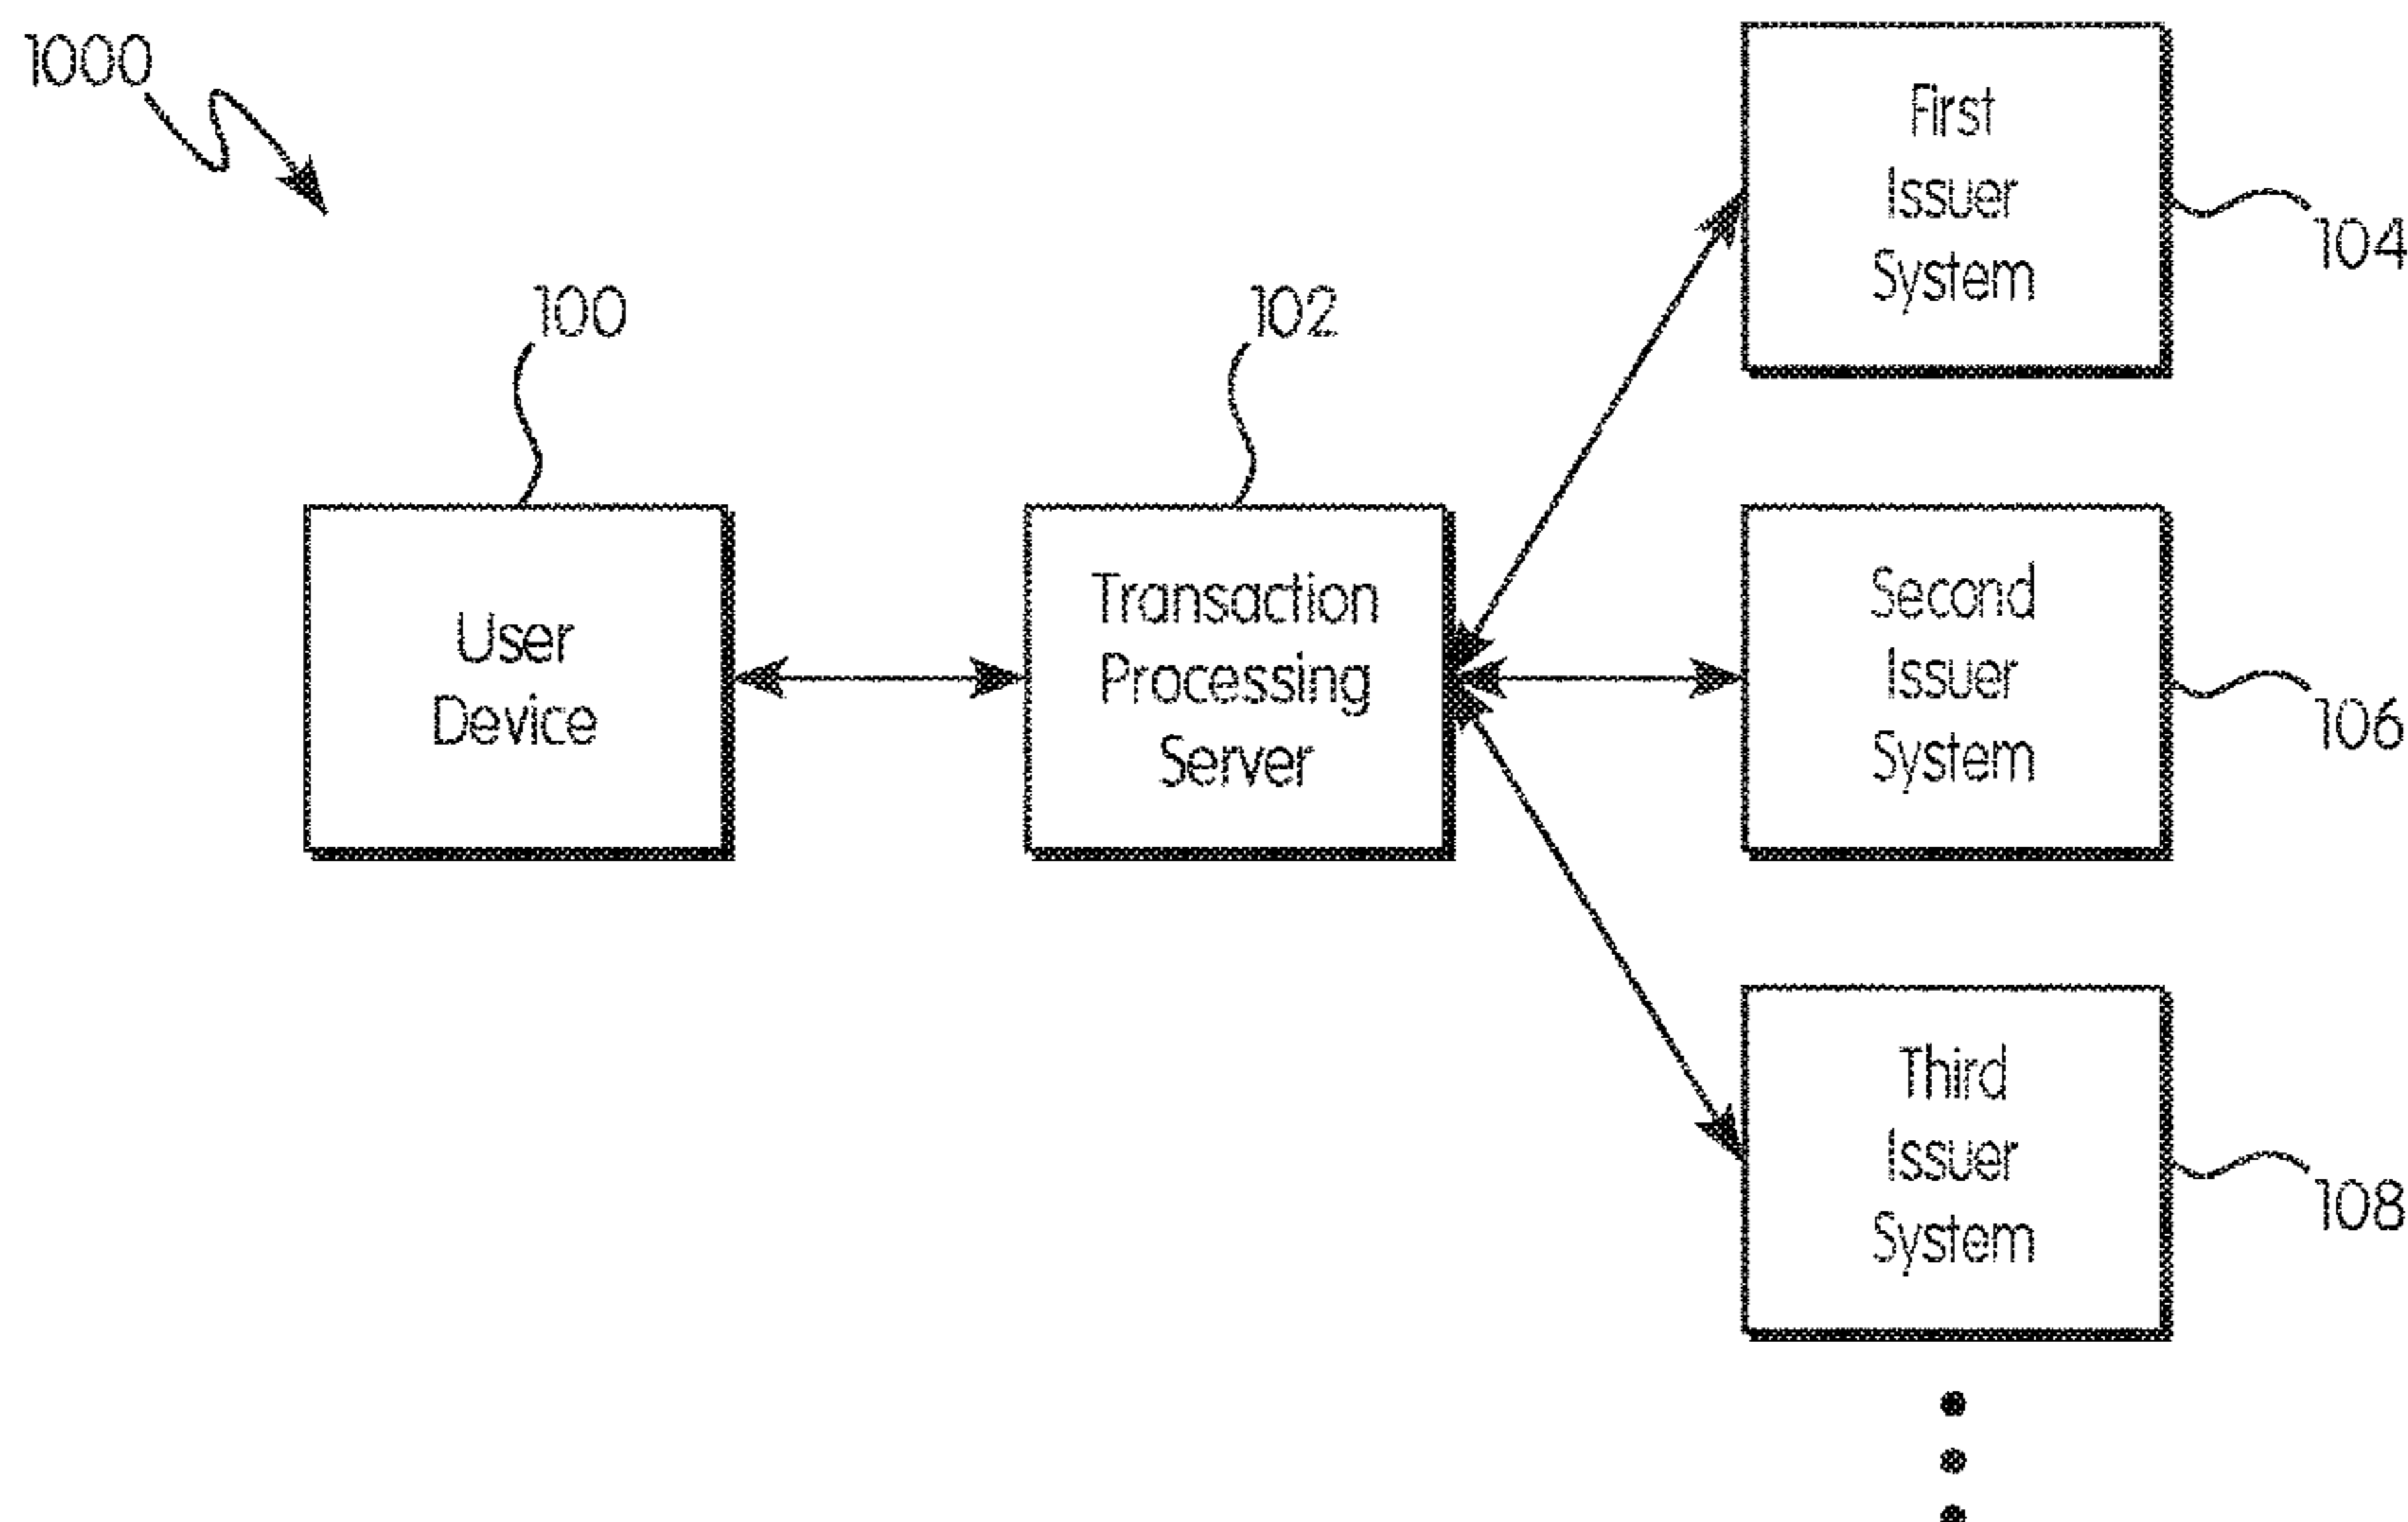 1000
100
102
First
Issuer
System
104
User
Device
Transaction
Processing
Server
Second
Issuer
System
106
Third
Issuer
System
108